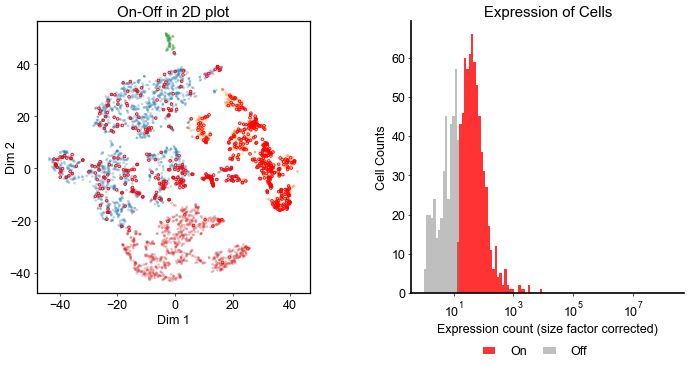 On-Off in 2D plot
40
20
0
−20
−40
Dim 2
−40 −20 0 20 40
Dim 1
Expression of Cells
60
50
40
30
20
10
0
Cell Counts
10^1 10^3 10^5 10^7
Expression count (size factor corrected)
On Off